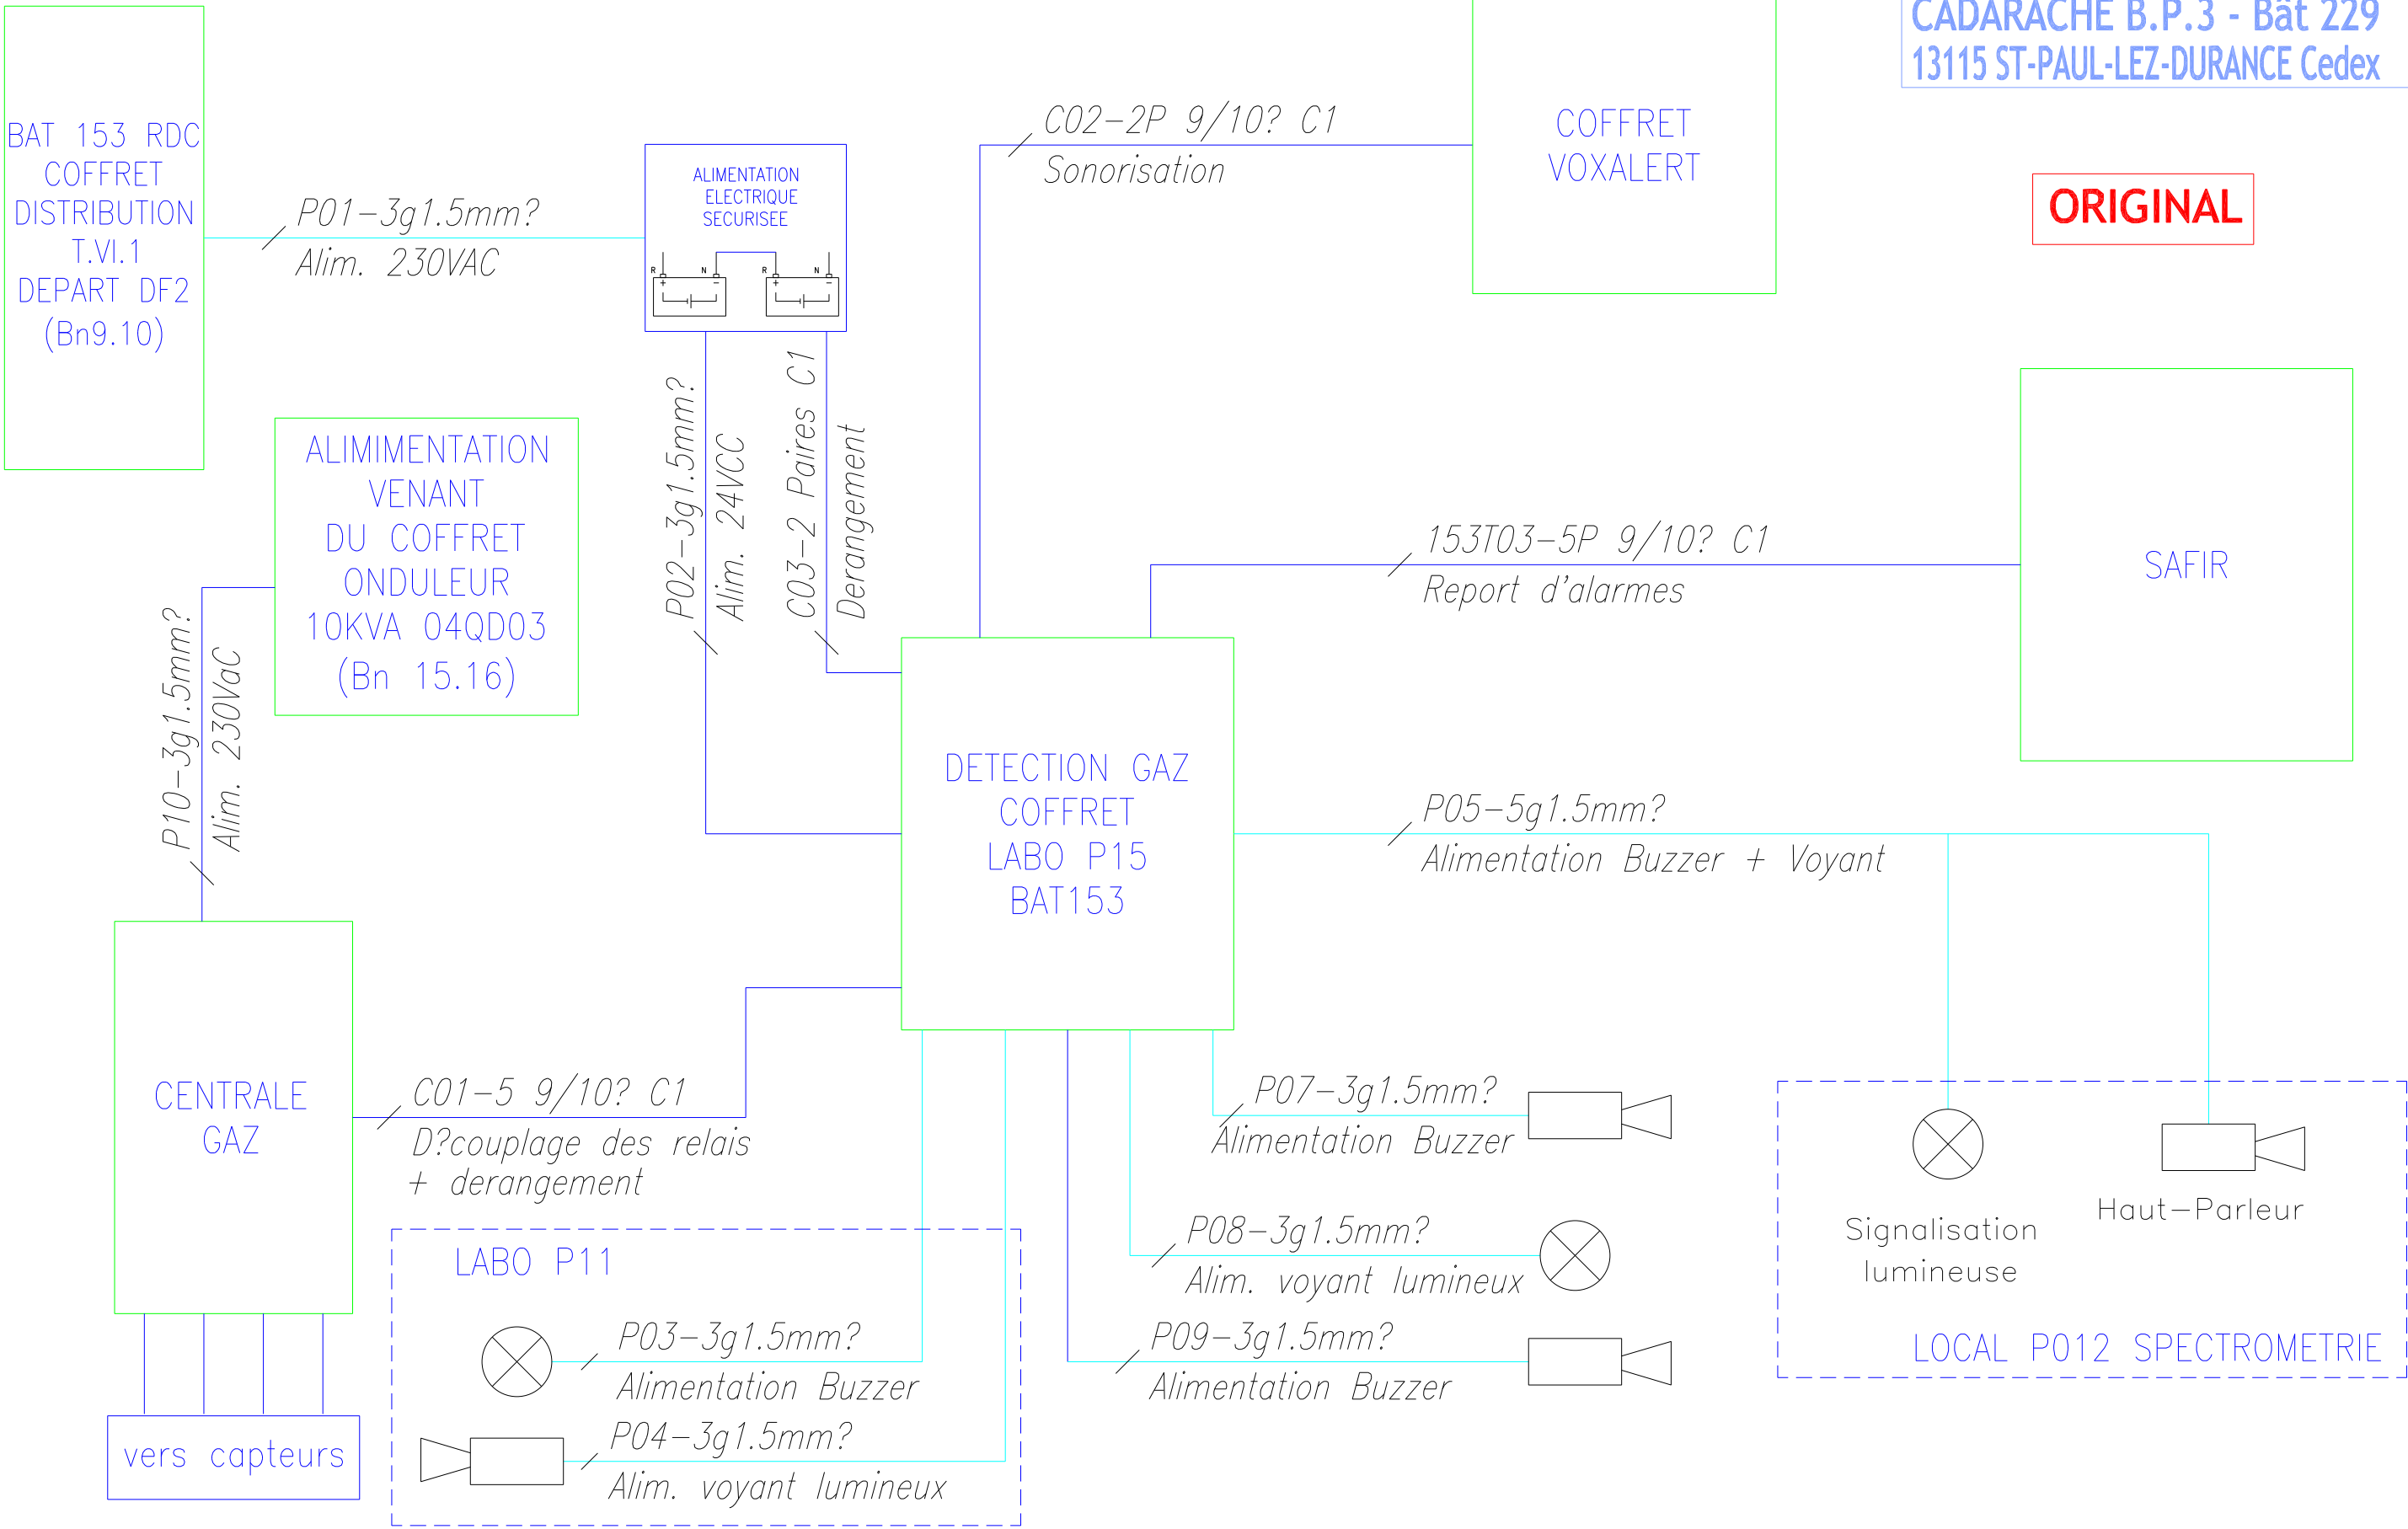 CADARACHE B.P.3 - Bât 229
13115 ST-PAUL-LEZ-DURANCE Cedex
ORIGINAL
BAT 153 RDC
COFFRET
DISTRIBUTION
T.VI.1
DEPART DF2
(Bn9.10)
P01-3g1.5mm?
Alim. 230VAC
ALIMENTATION
ELECTRIQUE
SECURISEE
R
N
R
N
+
-
+
-
C02-2P 9/10? C1
Sonorisation
COFFRET
VOXALERT
ALIMIMENTATION
VENANT
DU COFFRET
ONDULEUR
10KVA 04QD03
(Bn 15.16)
P02-3g1.5mm?
Alim. 24VCC
C03-2 Paires C1
Derangement
153T03-5P 9/10? C1
Report d'alarmes
SAFIR
P10-3g1.5mm?
Alim. 230VaC
DETECTION GAZ
COFFRET
LABO P15
BAT153
P05-5g1.5mm?
Alimentation Buzzer + Voyant
CENTRALE
GAZ
C01-5 9/10? C1
D?couplage des relais
+ derangement
P07-3g1.5mm?
Alimentation Buzzer
P08-3g1.5mm?
Alim. voyant lumineux
P09-3g1.5mm?
Alimentation Buzzer
Signalisation
lumineuse
Haut-Parleur
LOCAL P012 SPECTROMETRIE
LABO P11
P03-3g1.5mm?
Alimentation Buzzer
P04-3g1.5mm?
Alim. voyant lumineux
vers capteurs